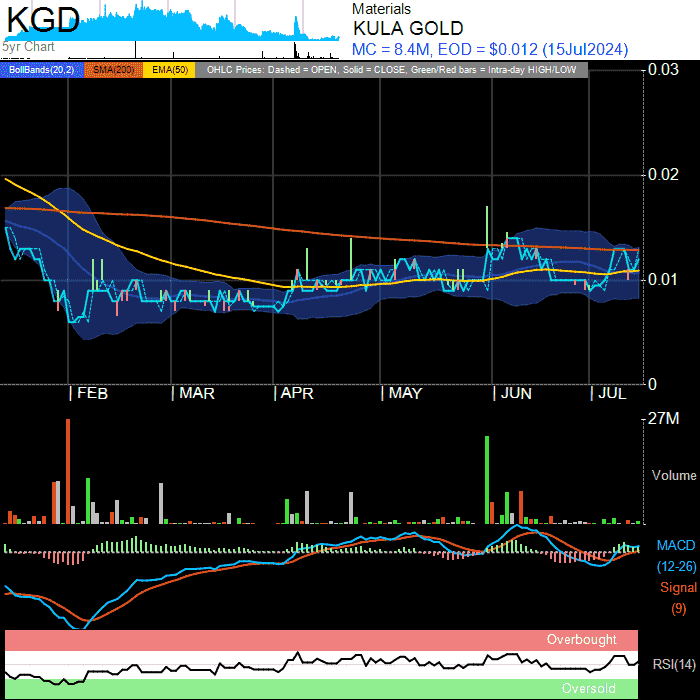 KGD
5yr Chart
Materials
KULA GOLD
MC = 8.4M, EOD = $0.012 (15Jul2024)
BollBands(20,2) SMA(200) EMA(50) OHLC Prices: Dashed = OPEN, Solid = CLOSE, Green/Red bars = Intra-day HIGH/LOW
0.03
0.02
0.01
0
| FEB | MAR | APR | MAY | JUN | JUL
27M
Volume
MACD
(12-26)
Signal
(9)
Overbought
RSI(14)
Oversold